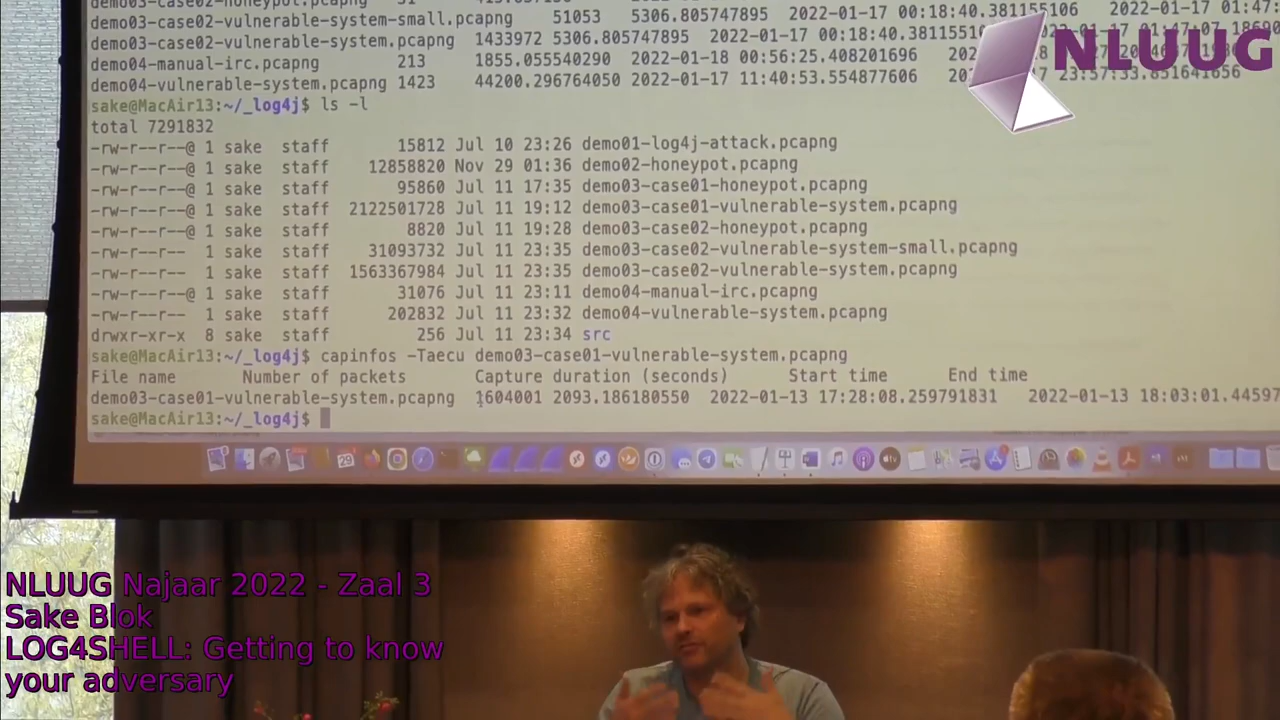 demo03-case02-vulnerable-system-small.pcapng 51053 5306.805747895 2022-01-17 00:18:40.381155106 2022-01-17 01:47:
demo03-case02-vulnerable-system.pcapng 1433972 5306.805747895 2022-01-17 00:18:40.381155106
demo04-manual-irc.pcapng 213 1855.055540290 2022-01-18 00:56:25.408201696
demo04-vulnerable-system.pcapng 1423 44200.296764050 2022-01-17 11:40:53.554877606 23:57:33.851641656
NLUUG
sake@MacAir13:~/_log4j$ ls -l
total 7291832
-rw-r--r--@ 1 sake staff 15812 Jul 10 23:26 demo01-log4j-attack.pcapng
-rw-r--r--@ 1 sake staff 12858820 Nov 29 01:36 demo02-honeypot.pcapng
-rw-r--r--@ 1 sake staff 95860 Jul 11 17:35 demo03-case01-honeypot.pcapng
-rw-r--r--@ 1 sake staff 2122501728 Jul 11 19:12 demo03-case01-vulnerable-system.pcapng
-rw-r--r--@ 1 sake staff 8820 Jul 11 19:28 demo03-case02-honeypot.pcapng
-rw-r--r-- 1 sake staff 31093732 Jul 11 23:35 demo03-case02-vulnerable-system-small.pcapng
-rw-r--r-- 1 sake staff 1563367984 Jul 11 23:35 demo03-case02-vulnerable-system.pcapng
-rw-r--r--@ 1 sake staff 31076 Jul 11 23:11 demo04-manual-irc.pcapng
-rw-r--r-- 1 sake staff 202832 Jul 11 23:32 demo04-vulnerable-system.pcapng
drwxr-xr-x 8 sake staff 256 Jul 11 23:34 src
sake@MacAir13:~/_log4j$ capinfos -Taecu demo03-case01-vulnerable-system.pcapng
File name Number of packets Capture duration (seconds) Start time End time
demo03-case01-vulnerable-system.pcapng 1604001 2093.186180550 2022-01-13 17:28:08.259791831 2022-01-13 18:03:01.44597
sake@MacAir13:~/_log4j$
29
NLUUG Najaar 2022 - Zaal 3
Sake Blok
LOG4SHELL: Getting to know
your adversary